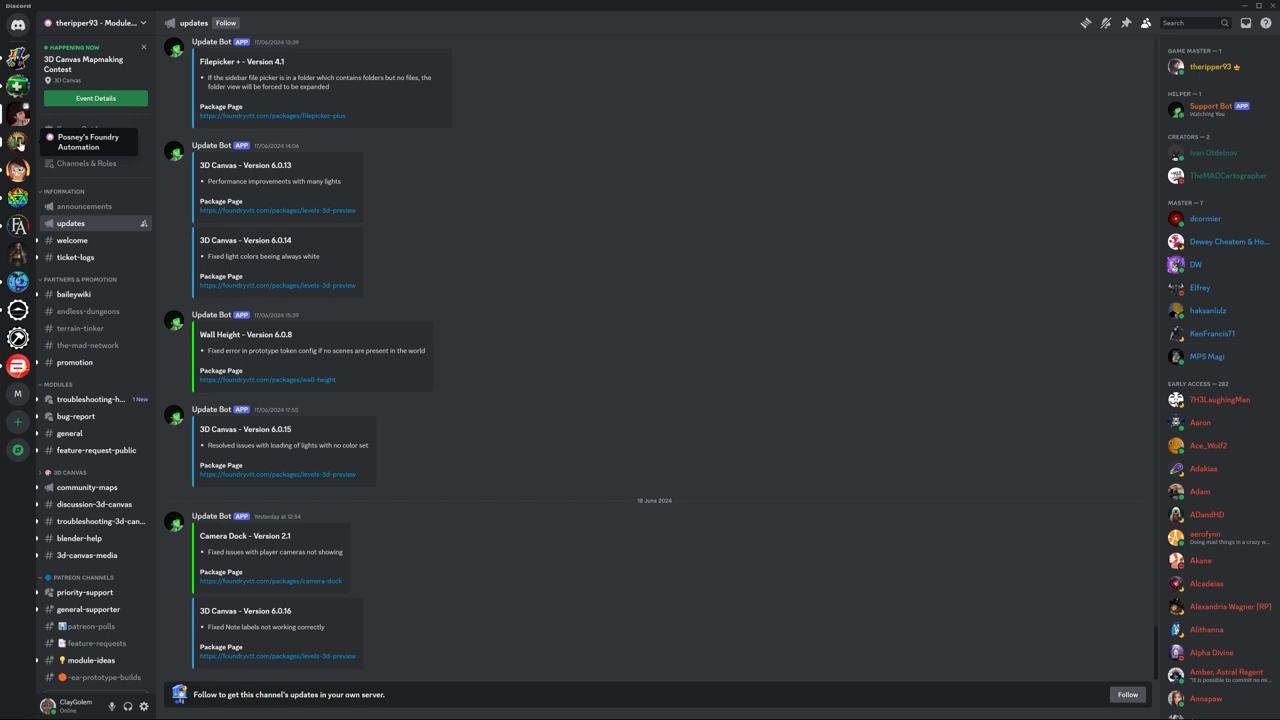 Discord
theripper93 - Module...
HAPPENING NOW
3D Canvas Mapmaking
Contest
3D Canvas
Event Details
Posney's Foundry
Automation
Channels & Roles
INFORMATION
announcements
updates
welcome
ticket-logs
PARTNERS & PROMOTION
baileywiki
endless-dungeons
terrain-tinker
the-mad-network
promotion
MODULES
troubleshooting-h...
1 New
bug-report
general
feature-request-public
3D CANVAS
community-maps
discussion-3d-canvas
troubleshooting-3d-can...
blender-help
3d-canvas-media
PATREON CHANNELS
priority-support
general-supporter
patreon-polls
feature-requests
module-ideas
-ea-prototype-builds
ClayGolem
Online
M
updates
Follow
Search
Update Bot APP 17/06/2024 13:39
Filepicker + - Version 4.1
• If the sidebar file picker is in a folder which contains folders but no files, the
folder view will be forced to be expanded
Package Page
https://foundryvtt.com/packages/filepicker-plus
Update Bot APP 17/06/2024 14:06
3D Canvas - Version 6.0.13
• Performance improvements with many lights
Package Page
https://foundryvtt.com/packages/levels-3d-preview
3D Canvas - Version 6.0.14
• Fixed light colors beeing always white
Package Page
https://foundryvtt.com/packages/levels-3d-preview
Update Bot APP 17/06/2024 15:39
Wall Height - Version 6.0.8
• Fixed error in prototype token config if no scenes are present in the world
Package Page
https://foundryvtt.com/packages/wall-height
Update Bot APP 17/06/2024 17:55
3D Canvas - Version 6.0.15
• Resolved issues with loading of lights with no color set
Package Page
https://foundryvtt.com/packages/levels-3d-preview
18 June 2024
Update Bot APP Yesterday at 12:54
Camera Dock - Version 2.1
• Fixed issues with player cameras not showing
Package Page
https://foundryvtt.com/packages/camera-dock
3D Canvas - Version 6.0.16
• Fixed Note labels not working correctly
Package Page
https://foundryvtt.com/packages/levels-3d-preview
Follow to get this channel's updates in your own server.
Follow
GAME MASTER — 1
theripper93
HELPER — 1
Support Bot APP
Watching You
CREATORS — 2
Ivan Otdelnov
TheMADCartographer
MASTER — 7
dcormier
Dewey Cheatem & Ho...
DW
Elfrey
haksanlulz
KenFrancis71
MPS Magi
EARLY ACCESS — 282
7H3LaughingMan
Aaron
Ace_Wolf2
Adakias
Adam
ADandHD
aerofynn
Doing mad things in a crazy w...
Akane
Alcadeias
Alexandria Wagner [RP]
Alithanna
Alpha Divine
Amber, Astral Regent
"It is possible to commit no mi...
Annapaw